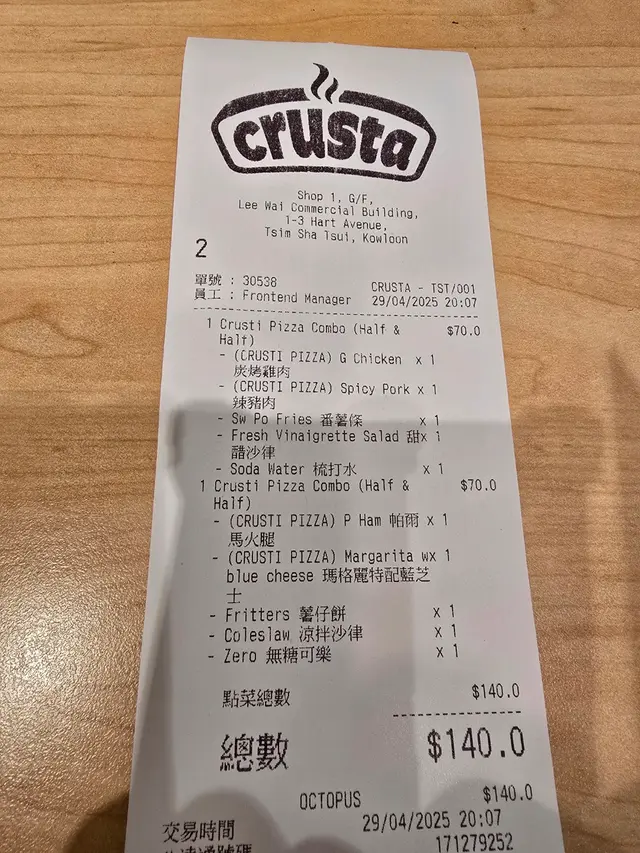 crusta
Shop 1, G/F,
Lee Wai Commercial Building,
1-3 Hart Avenue,
Tsim Sha Tsui, Kowloon
2
單號 : 30538 CRUSTA - TST/001
員工 : Frontend Manager 29/04/2025 20:07
1 Crusti Pizza Combo (Half & $70.0
Half)
- (CRUSTI PIZZA) G Chicken x 1
炭烤雞肉
- (CRUSTI PIZZA) Spicy Pork x 1
辣豬肉
- Sw Po Fries 番薯條 x 1
- Fresh Vinaigrette Salad 甜x 1
醋沙律
- Soda Water 梳打水 x 1
1 Crusti Pizza Combo (Half & $70.0
Half)
- (CRUSTI PIZZA) P Ham 帕爾 x 1
馬火腿
- (CRUSTI PIZZA) Margarita wx 1
blue cheese 瑪格麗特配藍芝
士
- Fritters 薯仔餅 x 1
- Coleslaw 涼拌沙律 x 1
- Zero 無糖可樂 x 1
點菜總數 $140.0
總數 $140.0
OCTOPUS $140.0
交易時間 29/04/2025 20:07
171279252